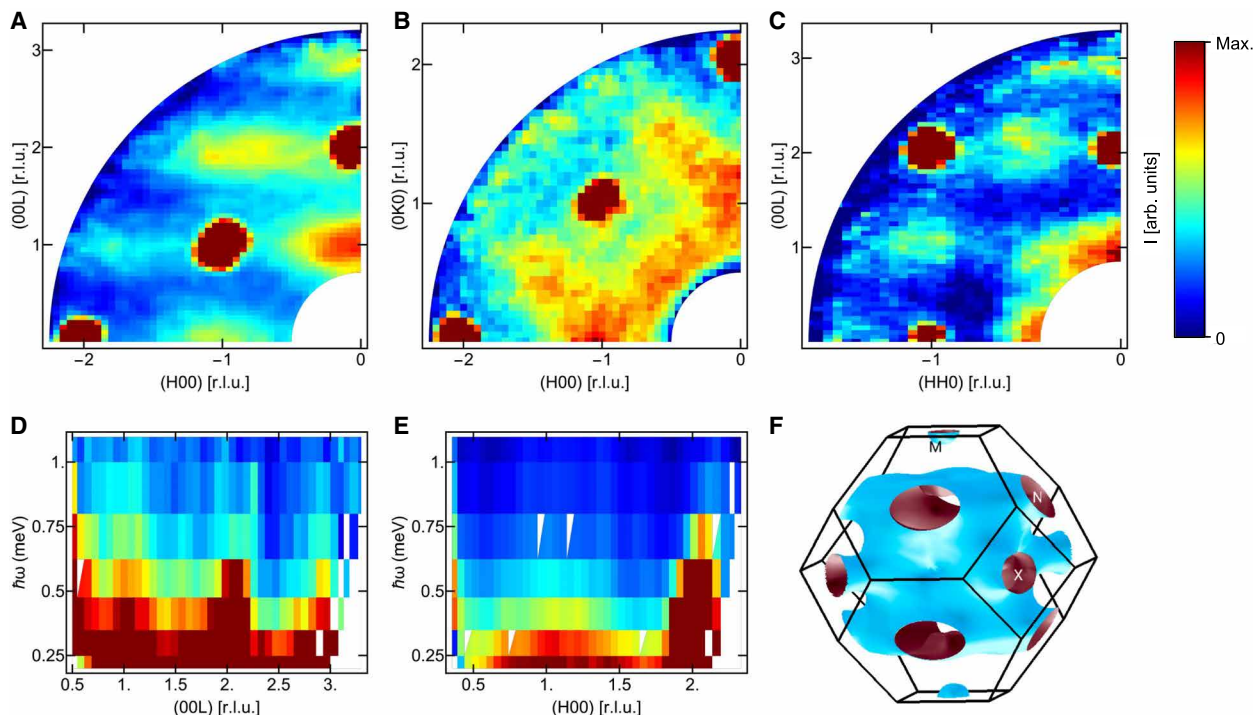 A
B
C
3
2
1
(00L) [r.l.u.]
−2
−1
0
(H00) [r.l.u.]
2
1
(0K0) [r.l.u.]
−2
−1
0
(H00) [r.l.u.]
3
2
1
(00L) [r.l.u.]
−1
0
(HH0) [r.l.u.]
Max.
I [arb. units]
0
D
E
F
1.
0.75
0.5
0.25
ħω (meV)
0.5
1.
1.5
2.
2.5
3.
(00L) [r.l.u.]
1.
0.75
0.5
0.25
ħω (meV)
0.5
1.0
1.5
2.0
(H00) [r.l.u.]
M
N
X